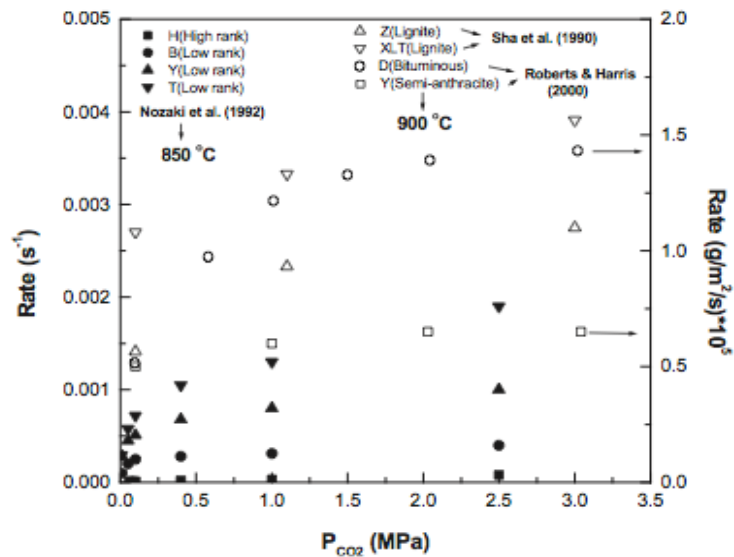 0.005
0.004
0.003
0.002
0.001
0.000
Rate (s⁻¹)
H(High rank)
B(Low rank)
Y(Low rank)
T(Low rank)
Nozaki et al. (1992)
850 °C
Z(Lignite)
XLT(Lignite)
D(Bituminous)
Y(Semi-anthracite)
Sha et al. (1990)
Roberts & Harris
(2000)
900 °C
2.0
1.5
1.0
0.5
0.0
Rate (g/m²/s)*10⁵
0.0 0.5 1.0 1.5 2.0 2.5 3.0 3.5
P_CO2 (MPa)